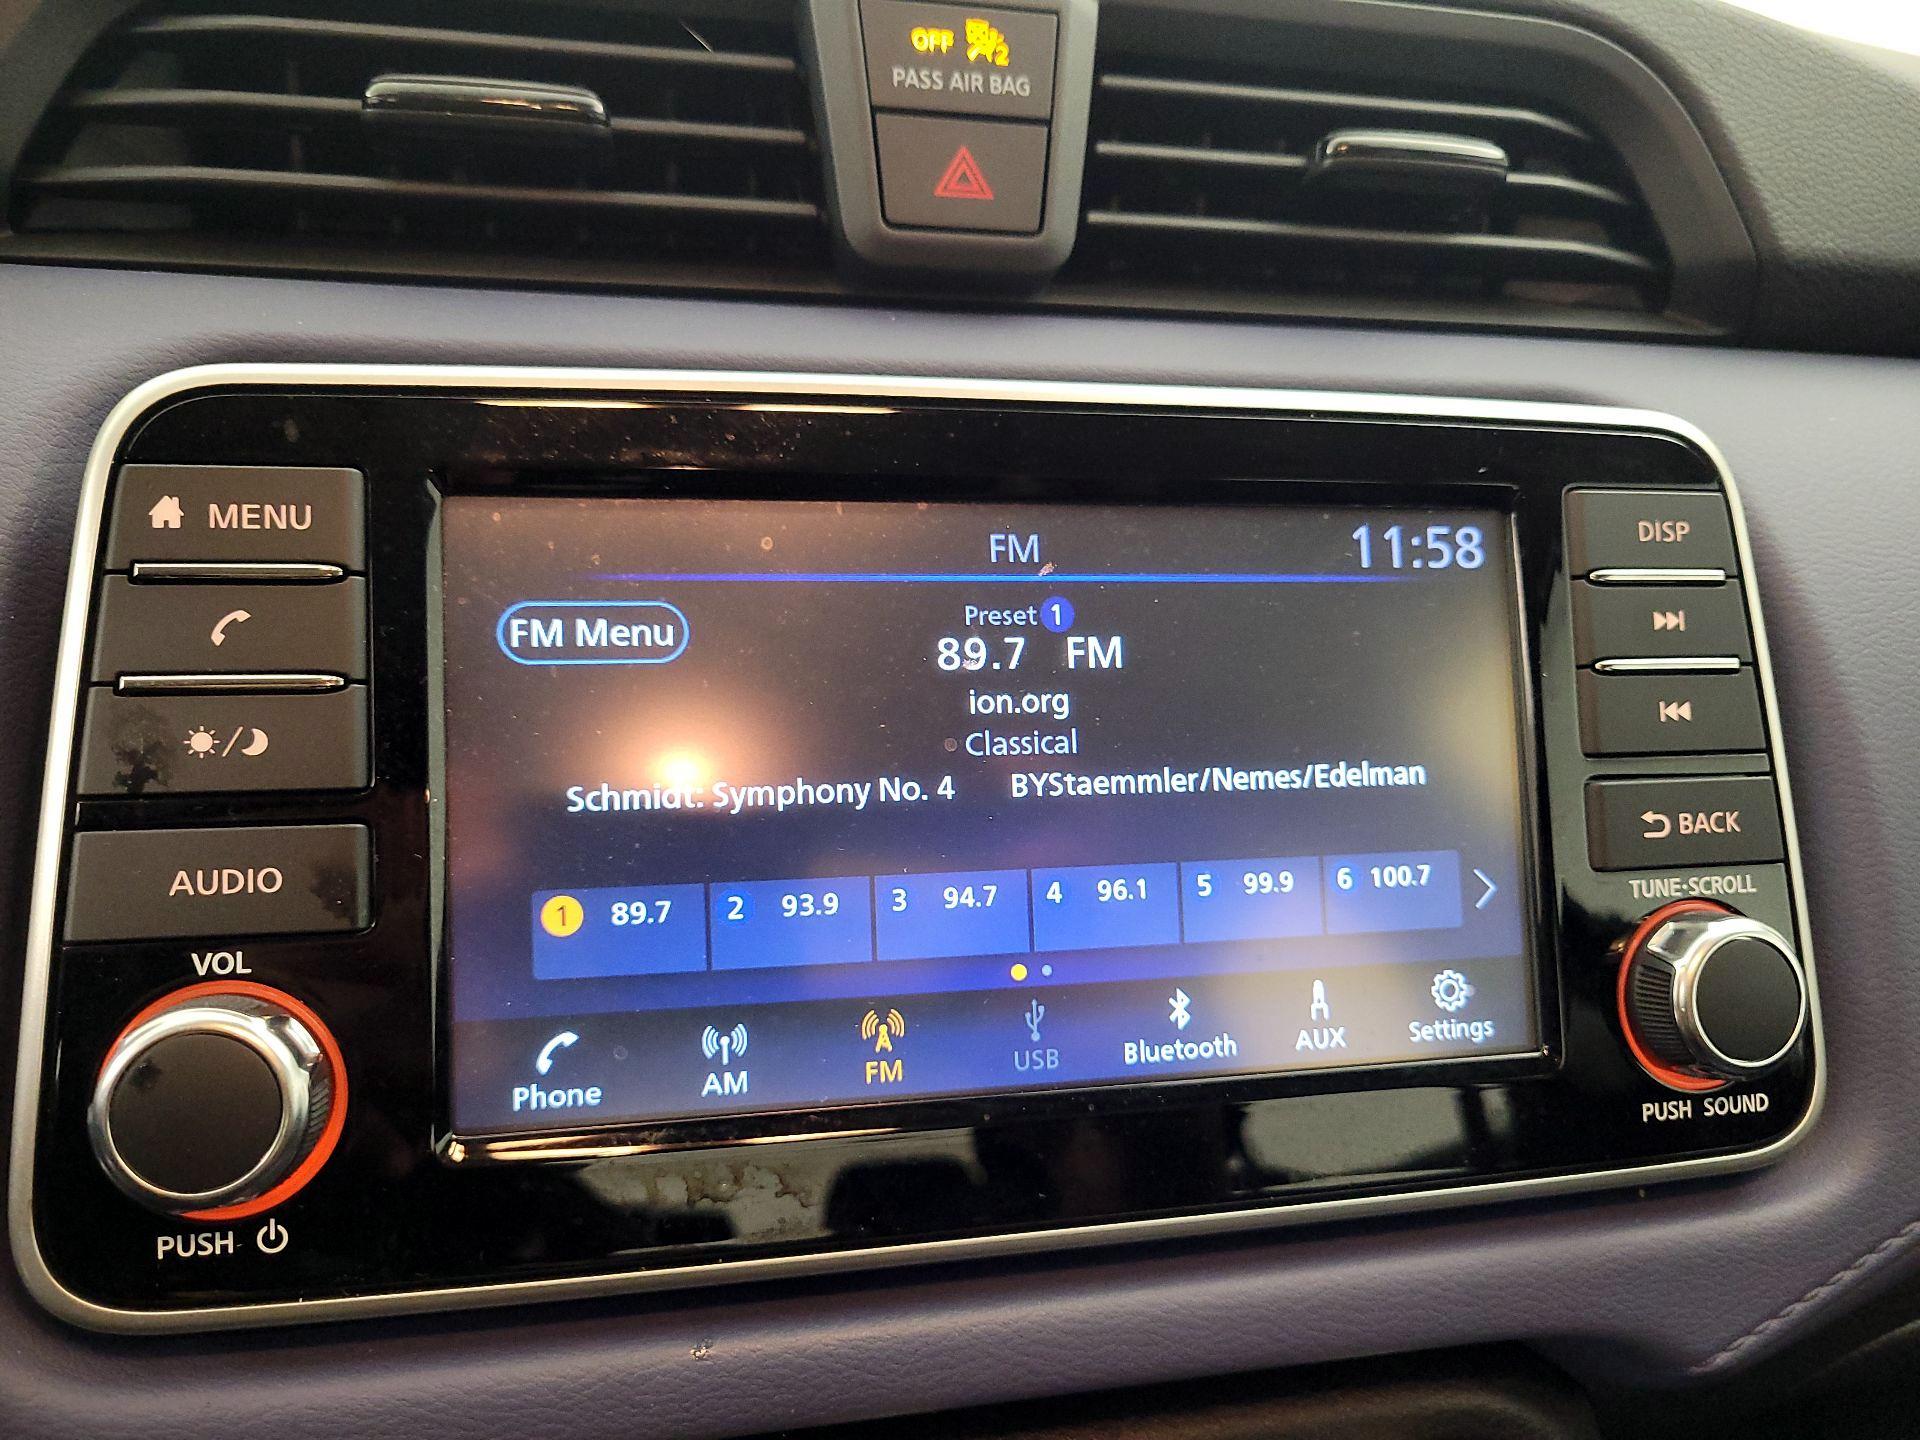 OFF 2
PASS AIR BAG
MENU
DISP
FM 11:58
FM Menu
Preset 1
89.7 FM
ion.org
Classical
Schmidt: Symphony No. 4 BYStaemmler/Nemes/Edelman
BACK
AUDIO
TUNE·SCROLL
1 89.7 2 93.9 3 94.7 4 96.1 5 99.9 6 100.7
VOL
Phone AM FM USB Bluetooth AUX Settings
PUSH SOUND
PUSH